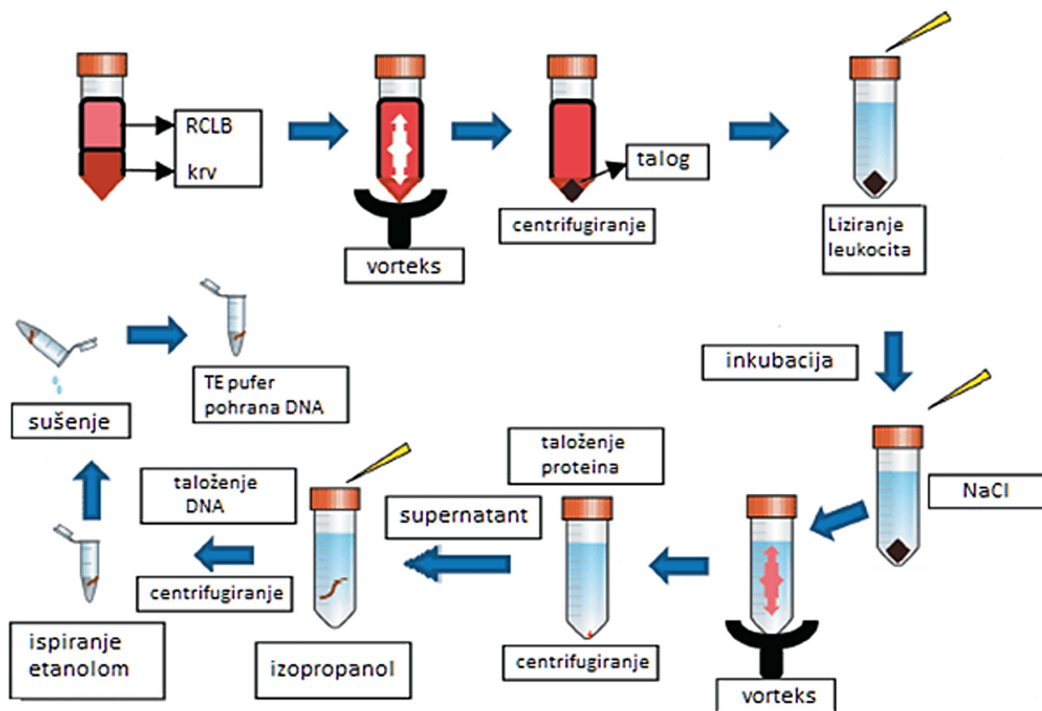 RCLB
krv
vorteks
talog
centrifugiranje
Liziranje
leukocita
inkubacija
NaCl
vorteks
taloženje
proteina
centrifugiranje
supernatant
izopropanol
taloženje
DNA
centrifugiranje
ispiranje
etanolom
sušenje
TE pufer
pohrana DNA